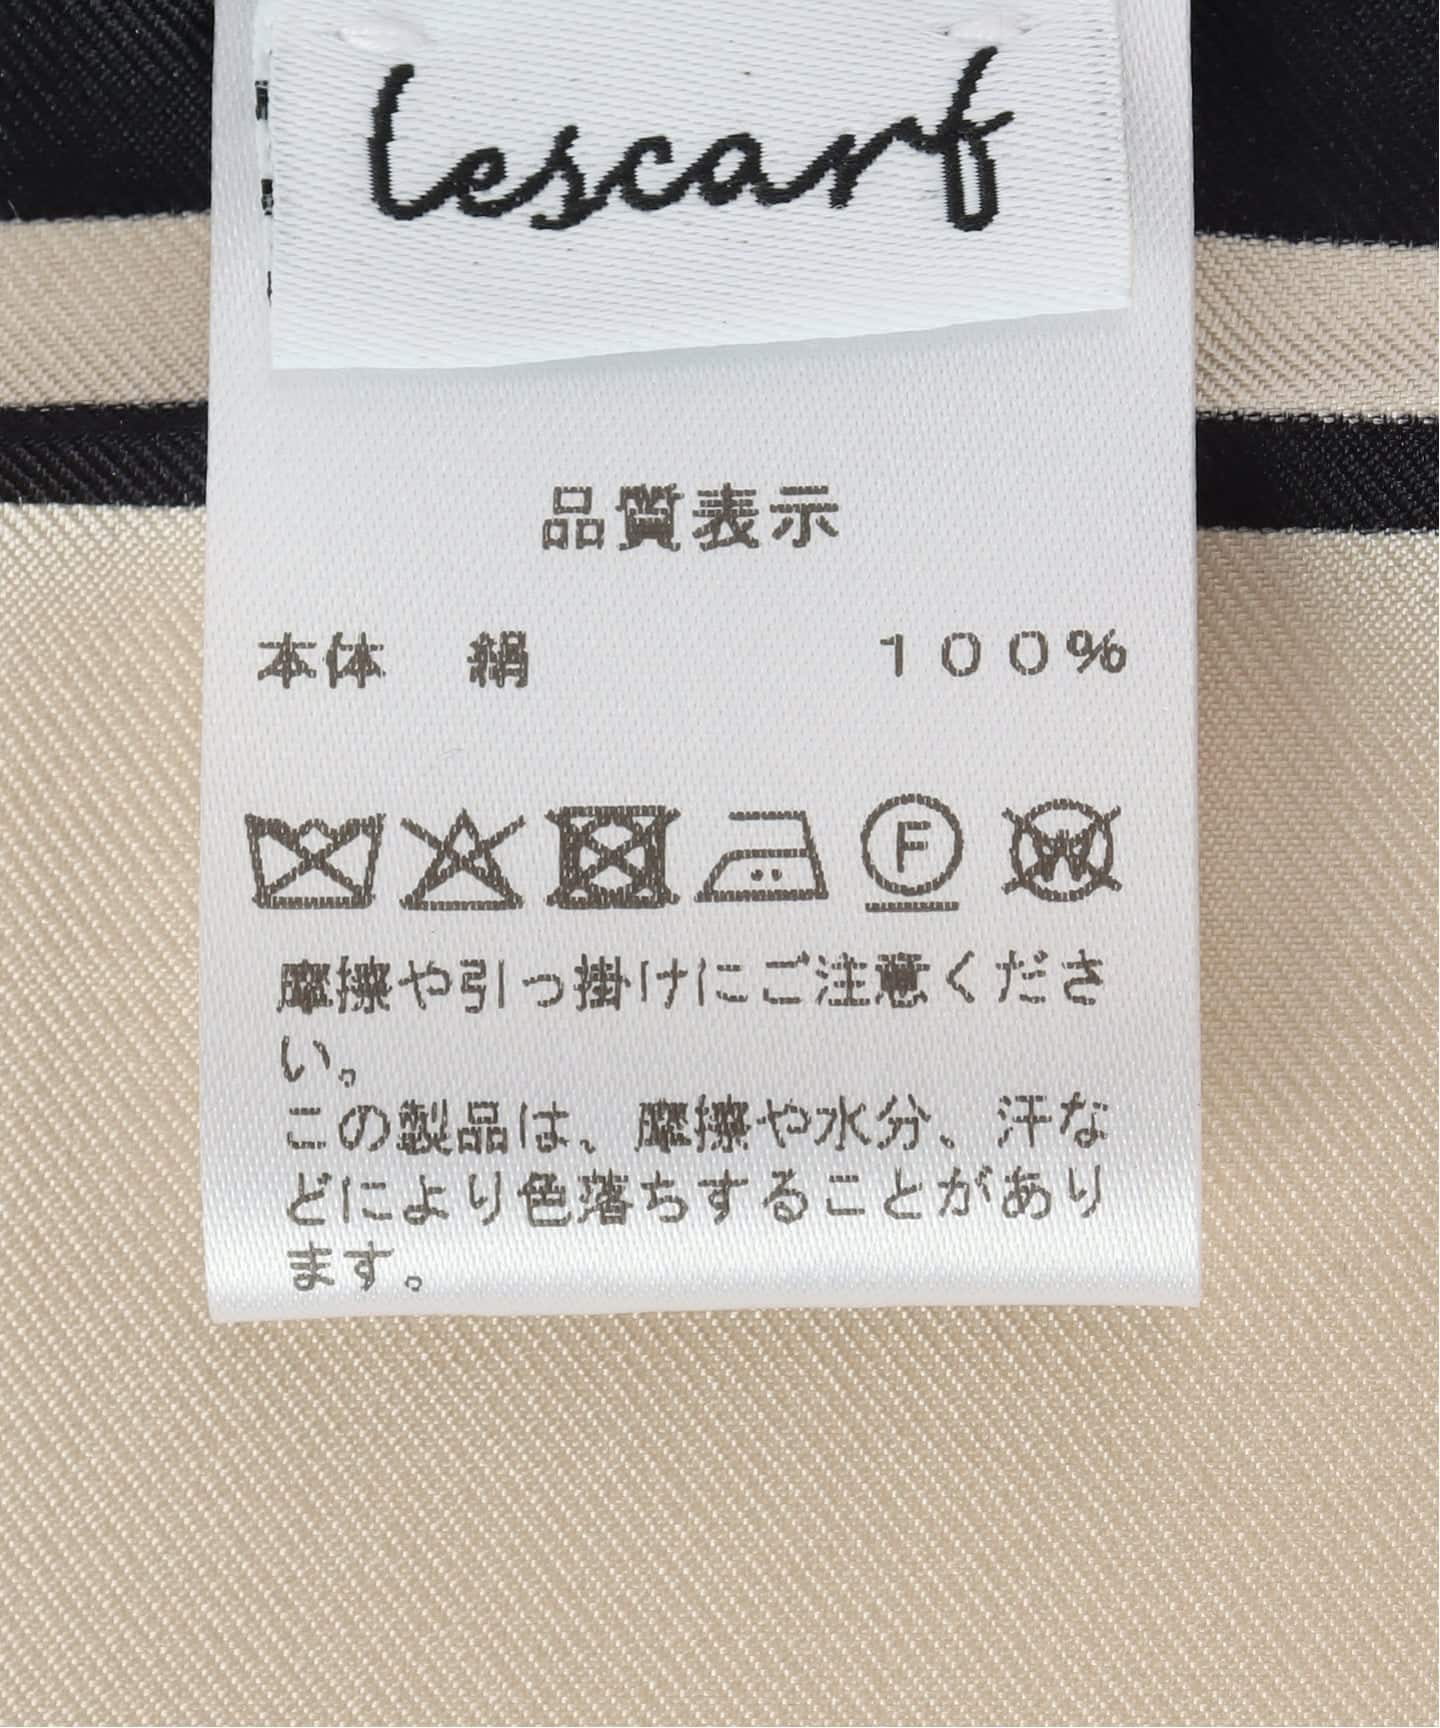 lescarf
品質表示
本体　絹　１００％
F W
摩擦や引っ掛けにご注意くださ
い。
この製品は、摩擦や水分、汗な
どにより色落ちすることがあり
ます。